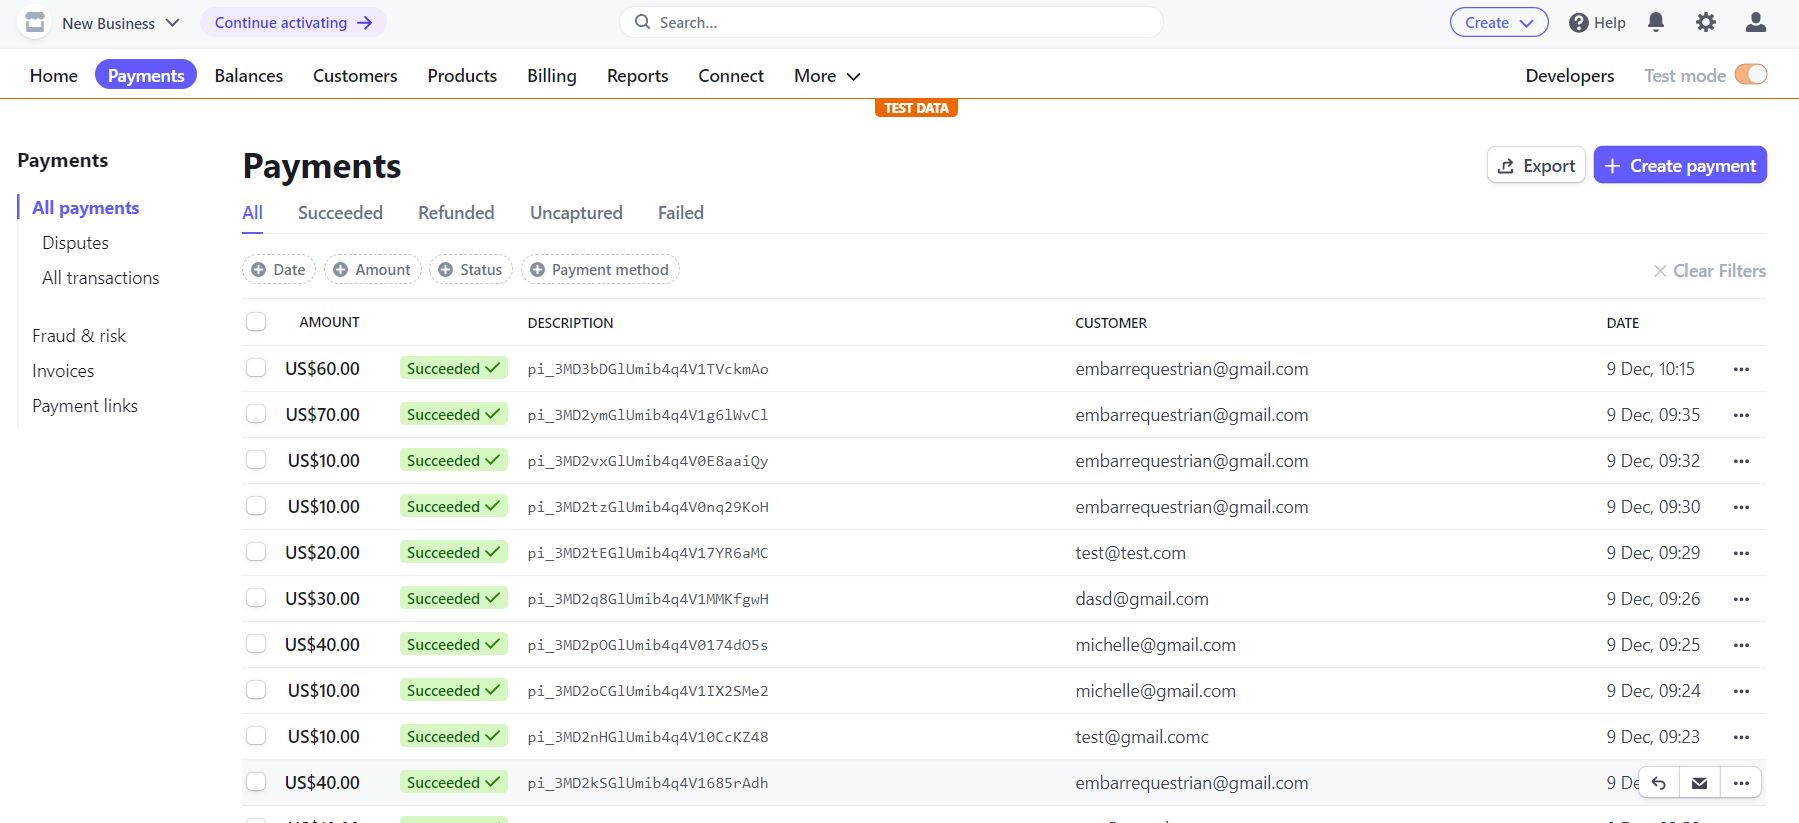 New Business Continue activating → Search... Create Help
Home Payments Balances Customers Products Billing Reports Connect More Developers Test mode
TEST DATA
Payments
All payments
Disputes
All transactions
Fraud & risk
Invoices
Payment links
Payments
Export + Create payment
All Succeeded Refunded Uncaptured Failed
Date Amount Status Payment method Clear Filters
AMOUNT DESCRIPTION CUSTOMER DATE
US$60.00 Succeeded pi_3MD3bDGlUmib4q4V1TVckmAo embarrequestrian@gmail.com 9 Dec, 10:15
US$70.00 Succeeded pi_3MD2ymGlUmib4q4V1g6lWvCl embarrequestrian@gmail.com 9 Dec, 09:35
US$10.00 Succeeded pi_3MD2vxGlUmib4q4V0E8aaiQy embarrequestrian@gmail.com 9 Dec, 09:32
US$10.00 Succeeded pi_3MD2tzGlUmib4q4V0nq29KoH embarrequestrian@gmail.com 9 Dec, 09:30
US$20.00 Succeeded pi_3MD2tEGlUmib4q4V17YR6aMC test@test.com 9 Dec, 09:29
US$30.00 Succeeded pi_3MD2q8GlUmib4q4V1MMKfgwH dasd@gmail.com 9 Dec, 09:26
US$40.00 Succeeded pi_3MD2pOGlUmib4q4V0174dO5s michelle@gmail.com 9 Dec, 09:25
US$10.00 Succeeded pi_3MD2oCGlUmib4q4V1IX2SMe2 michelle@gmail.com 9 Dec, 09:24
US$10.00 Succeeded pi_3MD2nHGlUmib4q4V10CcKZ48 test@gmail.comc 9 Dec, 09:23
US$40.00 Succeeded pi_3MD2kSGlUmib4q4V1685rAdh embarrequestrian@gmail.com 9 De